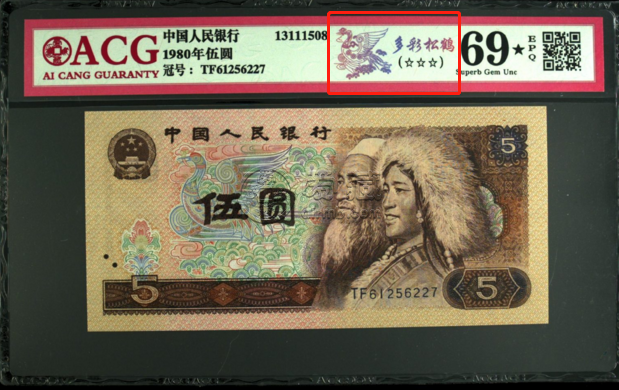 ACG
AI CANG GUARANTY
中国人民银行
1980年伍圆
冠号：TF61256227
13111508
多彩松鹤
(☆☆☆)
69★
EPQ
Superb Gem Unc
中国人民银行
5
伍圆
TF61256227
5
5